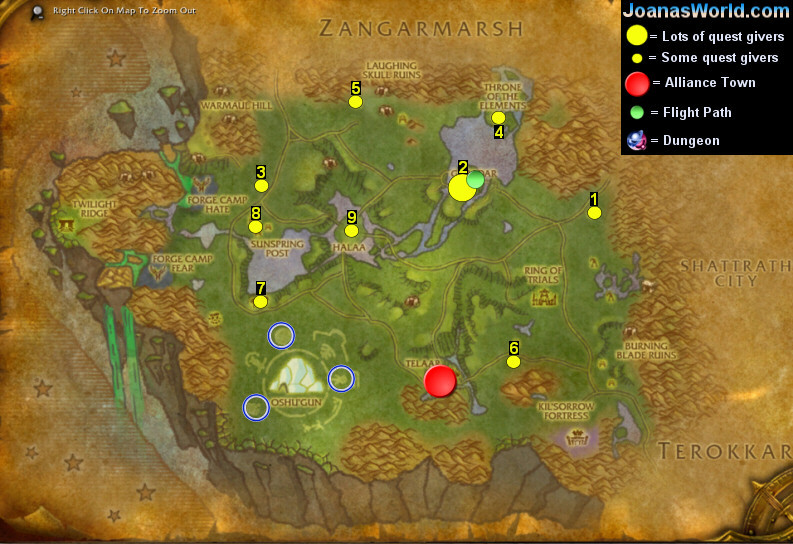 Right Click On Map To Zoom Out
JoanasWorld.com
= Lots of quest givers
= Some quest givers
= Alliance Town
= Flight Path
= Dungeon
ZANGARMARSH
LAUGHING
SKULL RUINS
5
WARMAUL HILL
THRONE
OF THE
ELEMENTS
4
2
3
FORGE CAMP
HATE
TWILIGHT
RIDGE
1
8
9
SUNSPRING
POST
HALAA
FORGE CAMP
FEAR
SHATTRATH
CITY
RING OF
TRIALS
7
6
BURNING
BLADE RUINS
TELAAR
OSHU'GUN
KIL'SORROW
FORTRESS
TEROKKAR